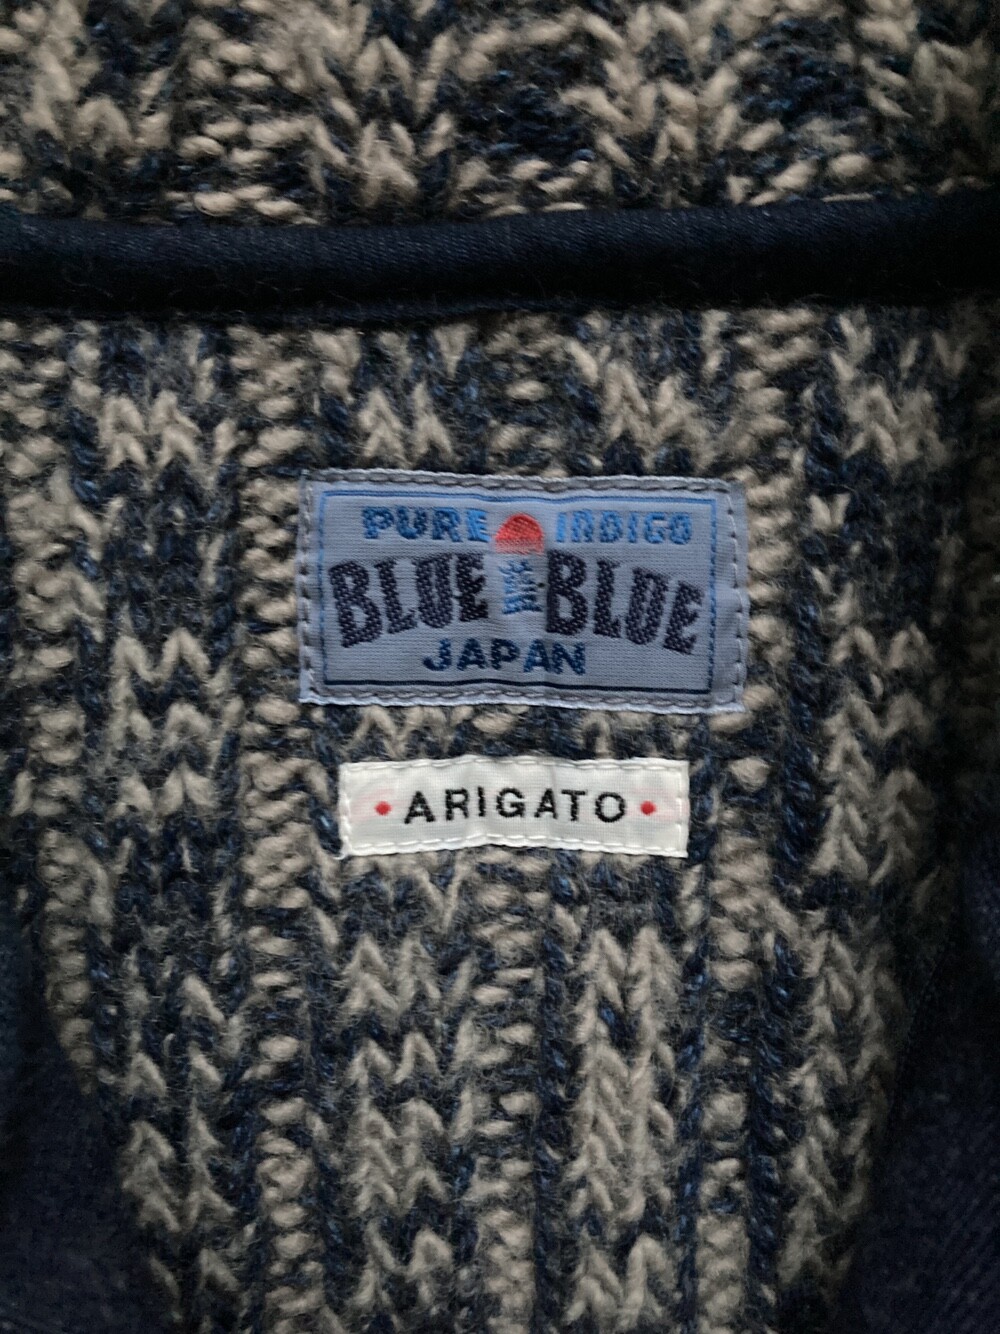 PURE INDIGO
BLUE 藍 BLUE
JAPAN
• ARIGATO •